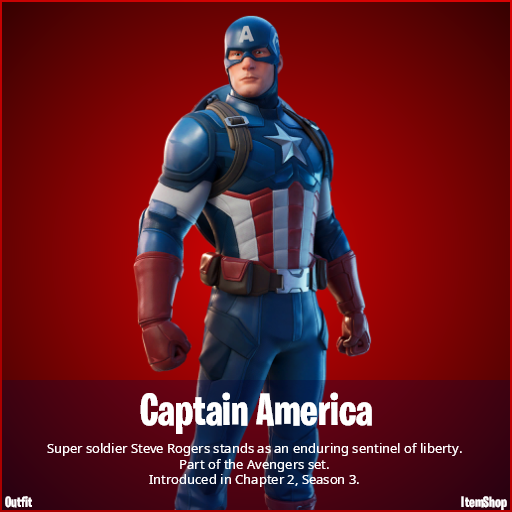 A
Captain America
Super soldier Steve Rogers stands as an enduring sentinel of liberty.
Part of the Avengers set.
Introduced in Chapter 2, Season 3.
Outfit
ItemShop